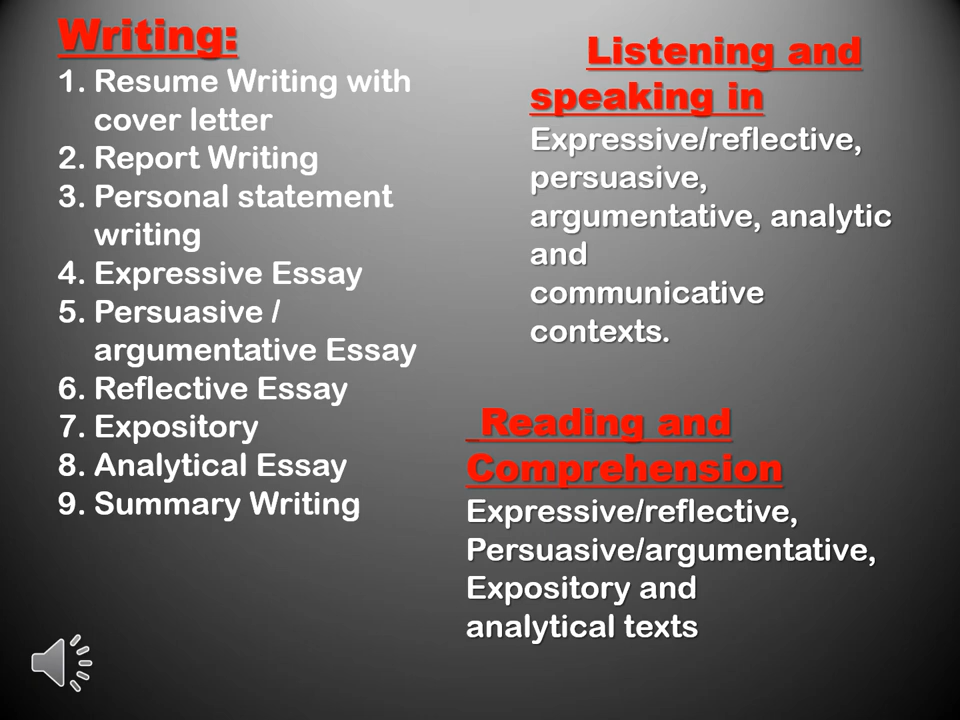 Writing:
1. Resume Writing with
cover letter
2. Report Writing
3. Personal statement
writing
4. Expressive Essay
5. Persuasive /
argumentative Essay
6. Reflective Essay
7. Expository
8. Analytical Essay
9. Summary Writing
Listening and
speaking in
Expressive/reflective,
persuasive,
argumentative, analytic
and
communicative
contexts.
Reading and
Comprehension
Expressive/reflective,
Persuasive/argumentative,
Expository and
analytical texts